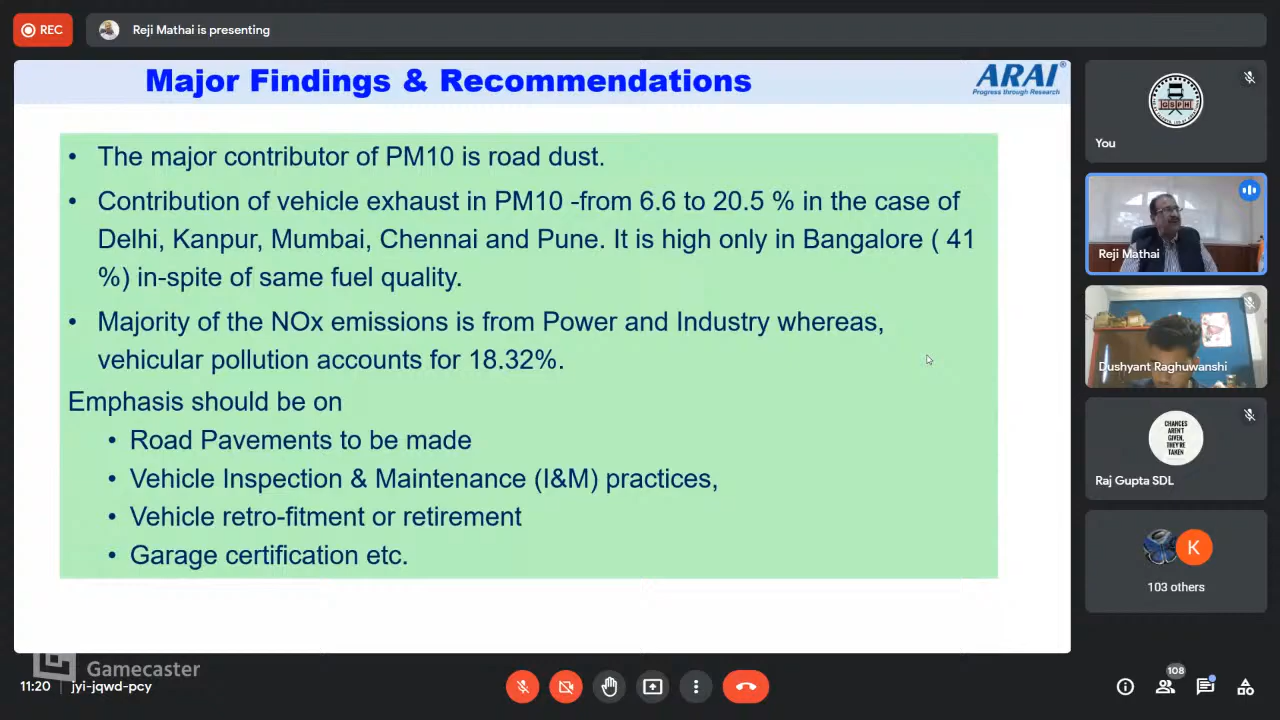 REC
Reji Mathai is presenting
Major Findings & Recommendations
ARAI®
Progress through Research
• The major contributor of PM10 is road dust.
• Contribution of vehicle exhaust in PM10 -from 6.6 to 20.5 % in the case of
Delhi, Kanpur, Mumbai, Chennai and Pune. It is high only in Bangalore ( 41
%) in-spite of same fuel quality.
• Majority of the NOx emissions is from Power and Industry whereas,
vehicular pollution accounts for 18.32%.
Emphasis should be on
• Road Pavements to be made
• Vehicle Inspection & Maintenance (I&M) practices,
• Vehicle retro-fitment or retirement
• Garage certification etc.
GSPH
You
Reji Mathai
Dushyant Raghuwanshi
CHANCES
AREN'T
GIVEN,
THEY'RE
TAKEN
Raj Gupta SDL
K
103 others
Gamecaster
11:20 | jyi-jqwd-pcy
108